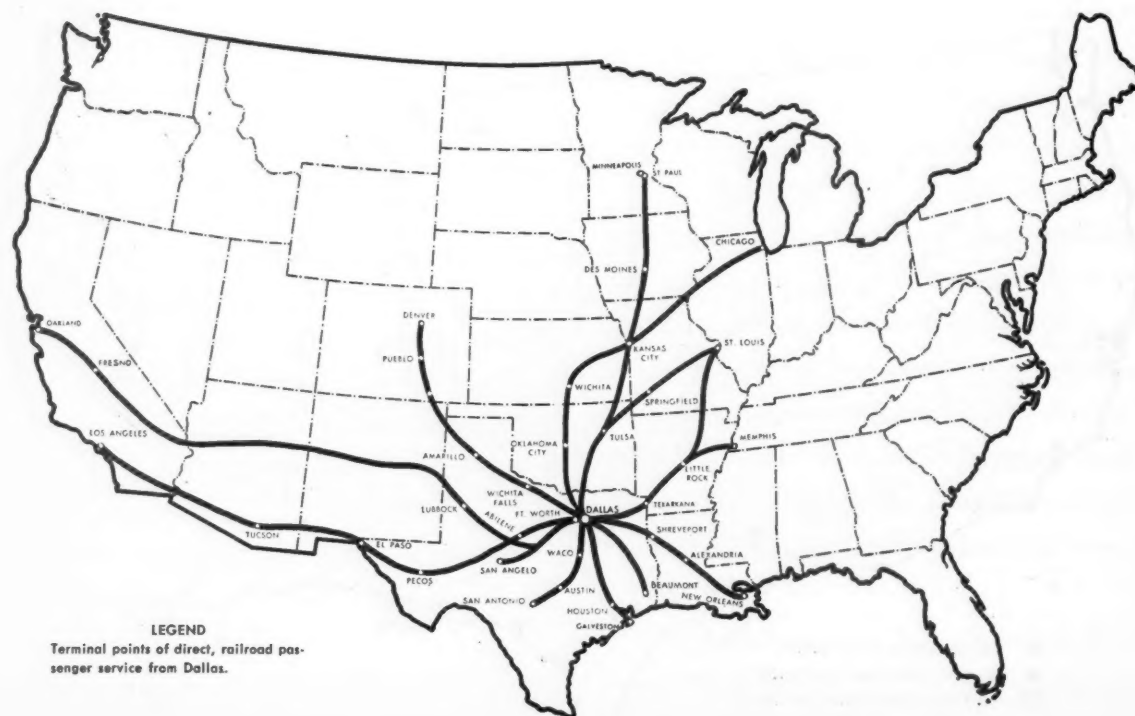 MINNEAPOLIS
ST PAUL
CHICAGO
DES MOINES
DENVER
OAKLAND
KANSAS
CITY
ST. LOUIS
PUEBLO
FRESNO
WICHITA
SPRINGFIELD
LOS ANGELES
TULSA
MEMPHIS
OKLAHOMA
CITY
AMARILLO
LITTLE
ROCK
WICHITA
FALLS
TEXARKANA
LUBBOCK
ABILENE
FT. WORTH
DALLAS
SHREVEPORT
TUCSON
EL PASO
WACO
ALEXANDRIA
SAN ANGELO
PECOS
AUSTIN
BEAUMONT
NEW ORLEANS
SAN ANTONIO
HOUSTON
GALVESTON
LEGEND
Terminal points of direct, railroad pas-
senger service from Dallas.